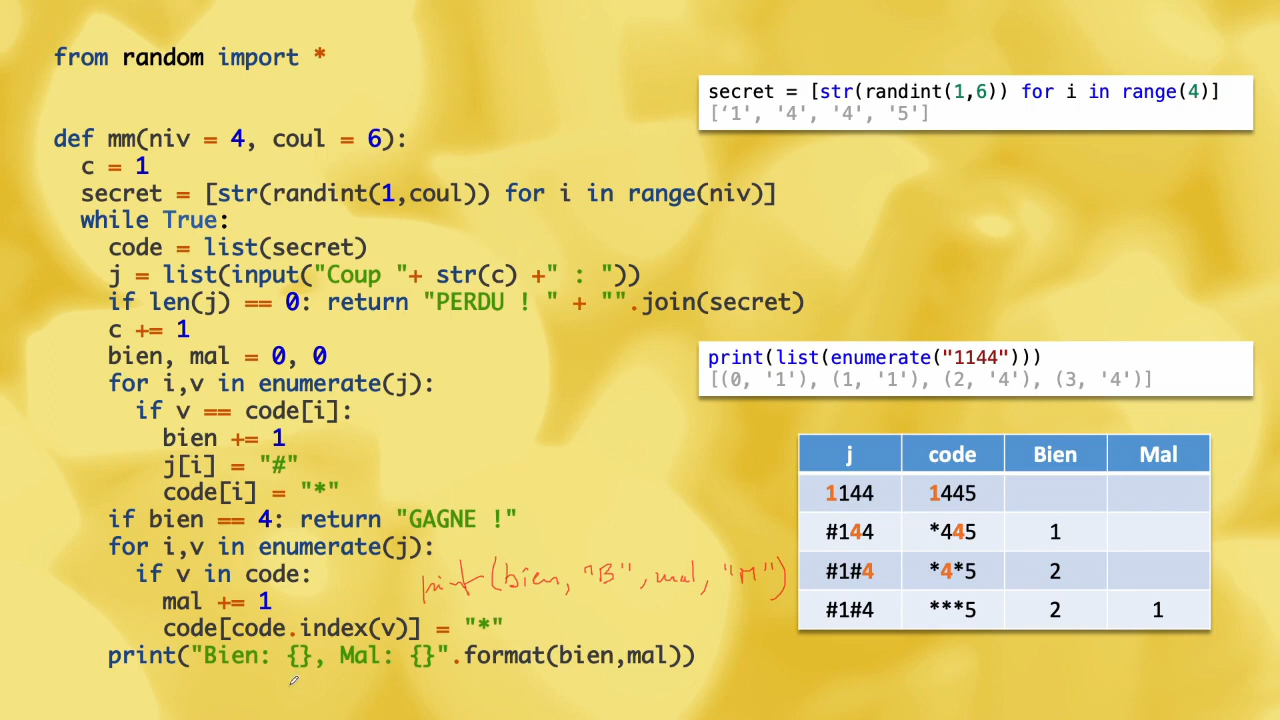 from random import *
def mm(niv = 4, coul = 6):
c = 1
secret = [str(randint(1,coul)) for i in range(niv)]
while True:
code = list(secret)
j = list(input("Coup "+ str(c) +" : "))
if len(j) == 0: return "PERDU ! " + "".join(secret)
c += 1
bien, mal = 0, 0
for i,v in enumerate(j):
if v == code[i]:
bien += 1
j[i] = "#"
code[i] = "*"
if bien == 4: return "GAGNE !"
for i,v in enumerate(j):
if v in code:
mal += 1
code[code.index(v)] = "*"
print("Bien: {}, Mal: {}".format(bien,mal))
print(bien, "B", mal, "M")
secret = [str(randint(1,6)) for i in range(4)]
[‘1', '4', '4', '5']
print(list(enumerate("1144")))
[(0, '1'), (1, '1'), (2, '4'), (3, '4')]
j code Bien Mal
1144 1445
#144 *445 1
#1#4 *4*5 2
#1#4 ***5 2 1